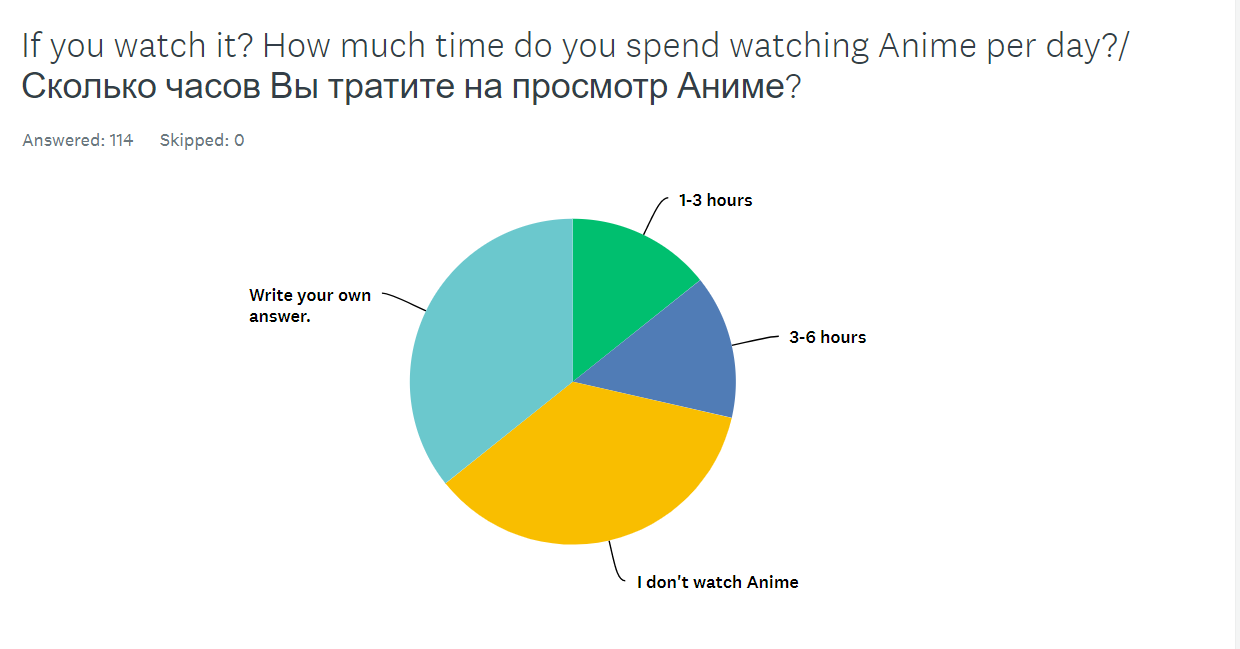 If you watch it? How much time do you spend watching Anime per day?/
Сколько часов Вы тратите на просмотр Аниме?
Answered: 114 Skipped: 0
1-3 hours
Write your own
answer.
3-6 hours
I don't watch Anime